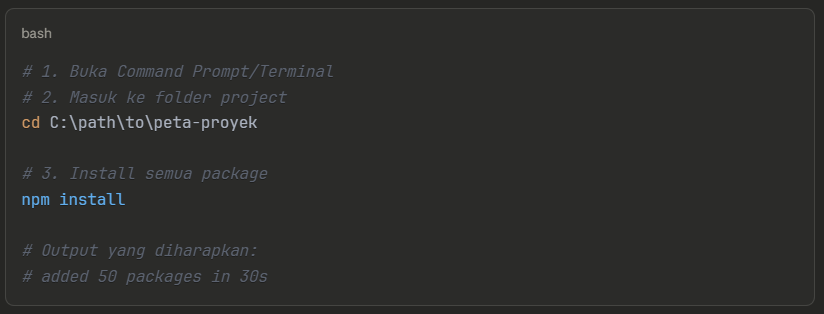 bash
# 1. Buka Command Prompt/Terminal
# 2. Masuk ke folder project
cd C:\path\to\peta-proyek
# 3. Install semua package
npm install
# Output yang diharapkan:
# added 50 packages in 30s